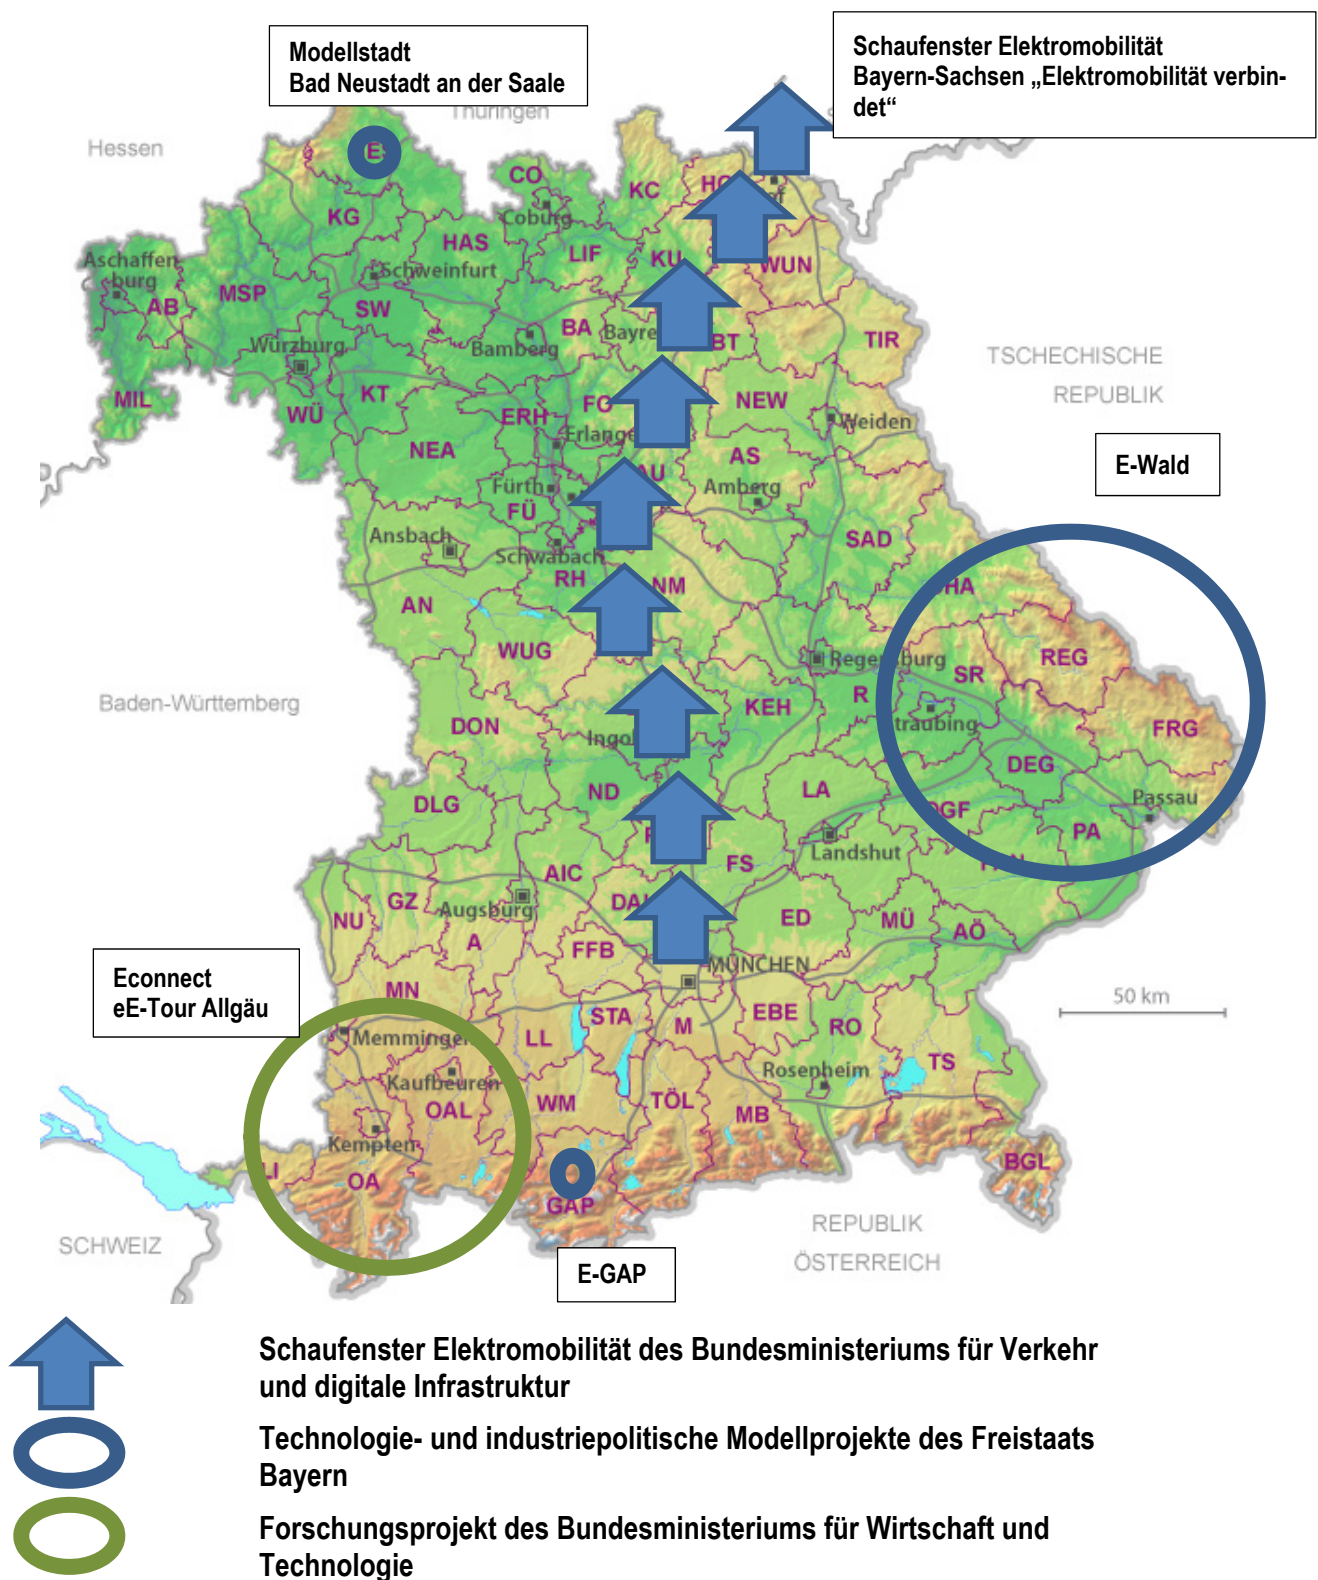 Modellstadt
Bad Neustadt an der Saale
Schaufenster Elektromobilität
Bayern-Sachsen „Elektromobilität verbin-
det“
Thüringen
Hessen
E
CO
KC
KG
Coburg
HAS
LIF
KU
WUN
Aschaffen
burg
Schweinfurt
MSP
AB
SW
BA
BT
TIR
Würzburg
Bamberg
TSCHECHISCHE
REPUBLIK
MIL
WÜ
KT
ERH
FO
NEW
Weiden
NEA
AS
E-Wald
Fürth
Amberg
FÜ
Ansbach
Schwabach
SAD
RH
NM
AN
WUG
Regensburg
SR
REG
Baden-Württemberg
KEH
R
DON
FRG
DEG
ND
LA
DLG
Passau
PA
Landshut
FS
AIC
GZ
Augsburg
NU
ED
MÜ
AÖ
A
FFB
Econnect
eE-Tour Allgäu
MÜNCHEN
MN
50 km
STA
M
EBE
RO
LL
Memmingen
TS
Kaufbeuren
Rosenheim
OAL
WM
TÖL
MB
Kempten
LI
OA
BGL
GAP
REPUBLIK
ÖSTERREICH
SCHWEIZ
E-GAP
Schaufenster Elektromobilität des Bundesministeriums für Verkehr
und digitale Infrastruktur
Technologie- und industriepolitische Modellprojekte des Freistaats
Bayern
Forschungsprojekt des Bundesministeriums für Wirtschaft und
Technologie